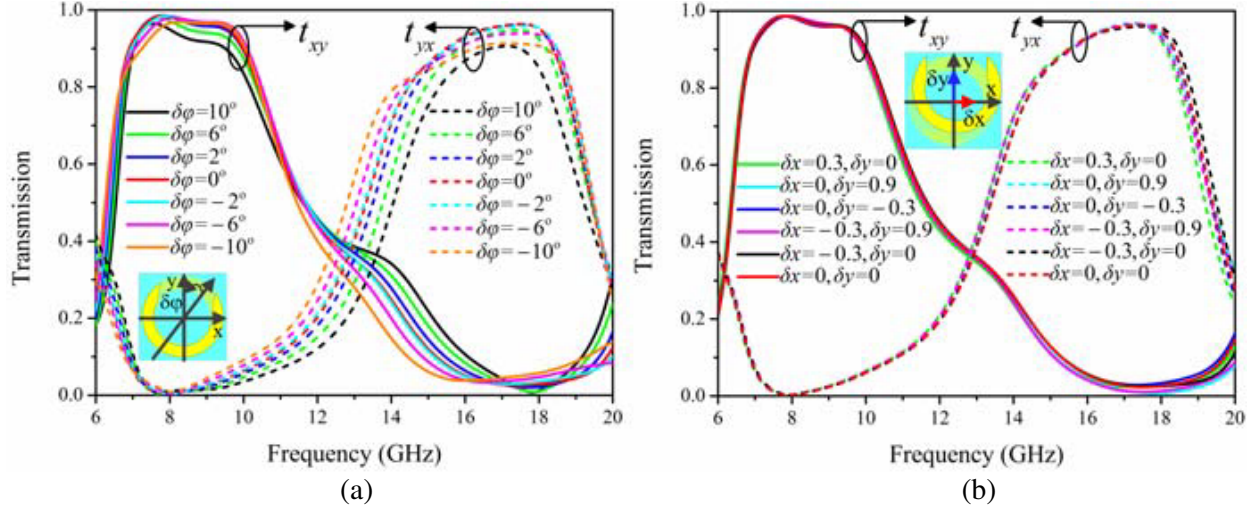 1.0
0.8
0.6
0.4
0.2
0.0
6 8 10 12 14 16 18 20
Transmission
Frequency (GHz)
t_xy
t_yx
δφ=10°
δφ=6°
δφ=2°
δφ=0°
δφ=−2°
δφ=−6°
δφ=−10°
δφ=10°
δφ=6°
δφ=2°
δφ=0°
δφ=−2°
δφ=−6°
δφ=−10°
y
δφ
x
(a)
1.0
0.8
0.6
0.4
0.2
0.0
6 8 10 12 14 16 18 20
Transmission
Frequency (GHz)
t_xy
t_yx
y
δy
x
δx
δx=0.3,δy=0
δx=0,δy=0.9
δx=0,δy=−0.3
δx=−0.3,δy=0.9
δx=−0.3,δy=0
δx=0,δy=0
δx=0.3,δy=0
δx=0,δy=0.9
δx=0,δy=−0.3
δx=−0.3,δy=0.9
δx=−0.3,δy=0
δx=0,δy=0
(b)